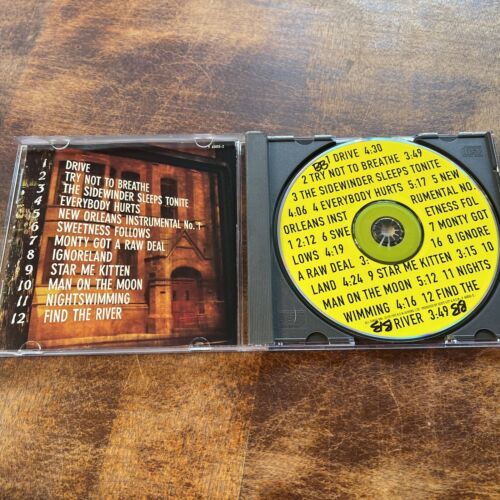 1 DRIVE
2 TRY NOT TO BREATHE
3 THE SIDEWINDER SLEEPS TONITE
4 EVERYBODY HURTS
5 NEW ORLEANS INSTRUMENTAL No. 1
6 SWEETNESS FOLLOWS
7 MONTY GOT A RAW DEAL
8 IGNORELAND
9 STAR ME KITTEN
10 MAN ON THE MOON
11 NIGHTSWIMMING
12 FIND THE RIVER
BB 1 DRIVE 4:30
2 TRY NOT TO BREATHE 3:49
3 THE SIDEWINDER SLEEPS TONITE
4:06 4 EVERYBODY HURTS 5:17 5 NEW
ORLEANS INST RUMENTAL NO.
1 2:12 6 SWE ETNESS FOL
LOWS 4:19 7 MONTY GOT
A RAW DEAL 3: 16 8 IGNORE
LAND 4:24 9 STAR ME KITTEN 3:15 10
MAN ON THE MOON 5:12 11 NIGHTS
WIMMING 4:16 12 FIND THE
BB RIVER 3:49 BB